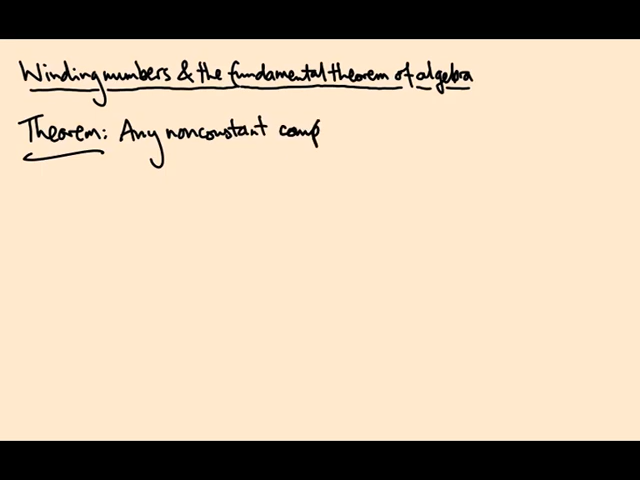 Winding numbers & the fundamental theorem of algebra
Theorem: Any nonconstant comp